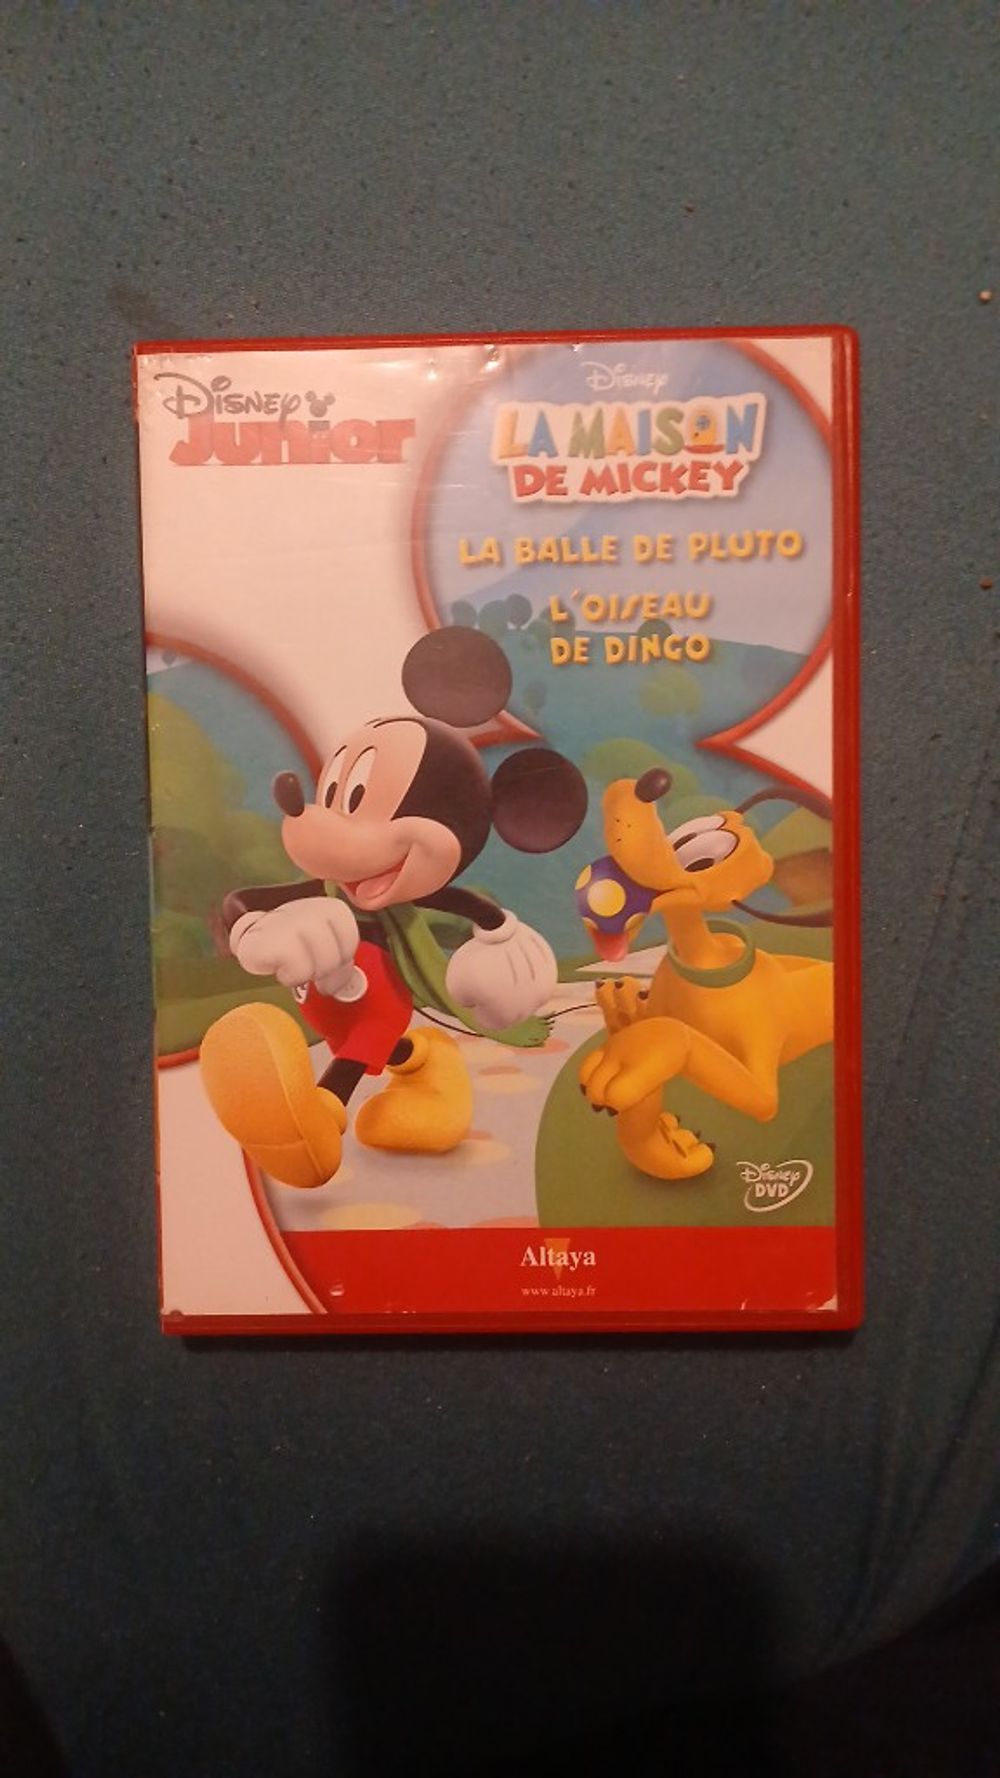 Disney
Junior
Disney
LA MAISON
DE MICKEY
LA BALLE DE PLUTO
L'OISEAU
DE DINGO
Disney
DVD
Altaya
www.altaya.fr